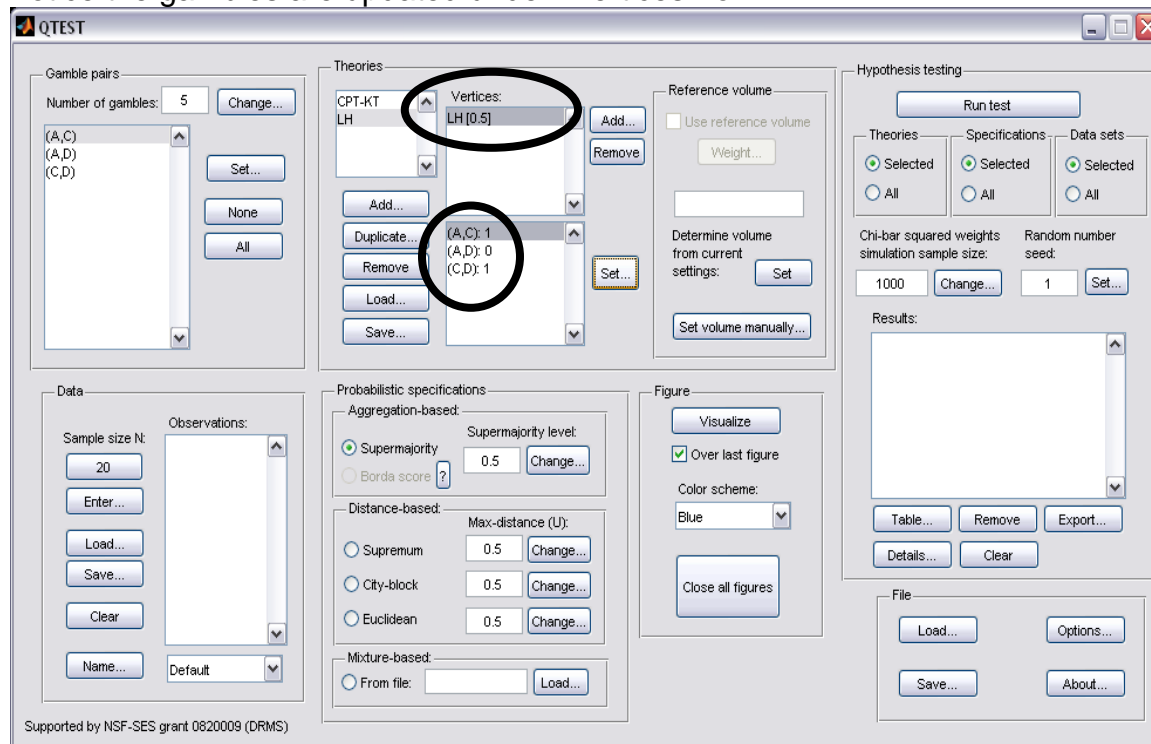 QTEST
Gamble pairs
Number of gambles: 5 Change...
(A,C)
(A,D)
(C,D)
Set...
None
All
Theories
CPT-KT
LH
Vertices:
LH [0.5]
Add...
Remove
Add...
Duplicate...
Remove
Load...
Save...
(A,C): 1
(A,D): 0
(C,D): 1
Set...
Reference volume
Use reference volume
Weight...
Determine volume
from current
settings: Set
Set volume manually...
Hypothesis testing
Run test
Theories
Selected
All
Specifications
Selected
All
Data sets
Selected
All
Chi-bar squared weights
simulation sample size:
1000 Change...
Random number
seed:
1 Set...
Results:
Table... Remove Export...
Details... Clear
Data
Sample size N:
20
Enter...
Load...
Save...
Clear
Name... Default
Observations:
Probabilistic specifications
Aggregation-based:
Supermajority
Borda score ?
Supermajority level:
0.5 Change...
Distance-based:
Max-distance (U):
Supremum 0.5 Change...
City-block 0.5 Change...
Euclidean 0.5 Change...
Mixture-based:
From file: Load...
Figure
Visualize
Over last figure
Color scheme:
Blue
Close all figures
File
Load... Options...
Save... About...
Supported by NSF-SES grant 0820009 (DRMS)